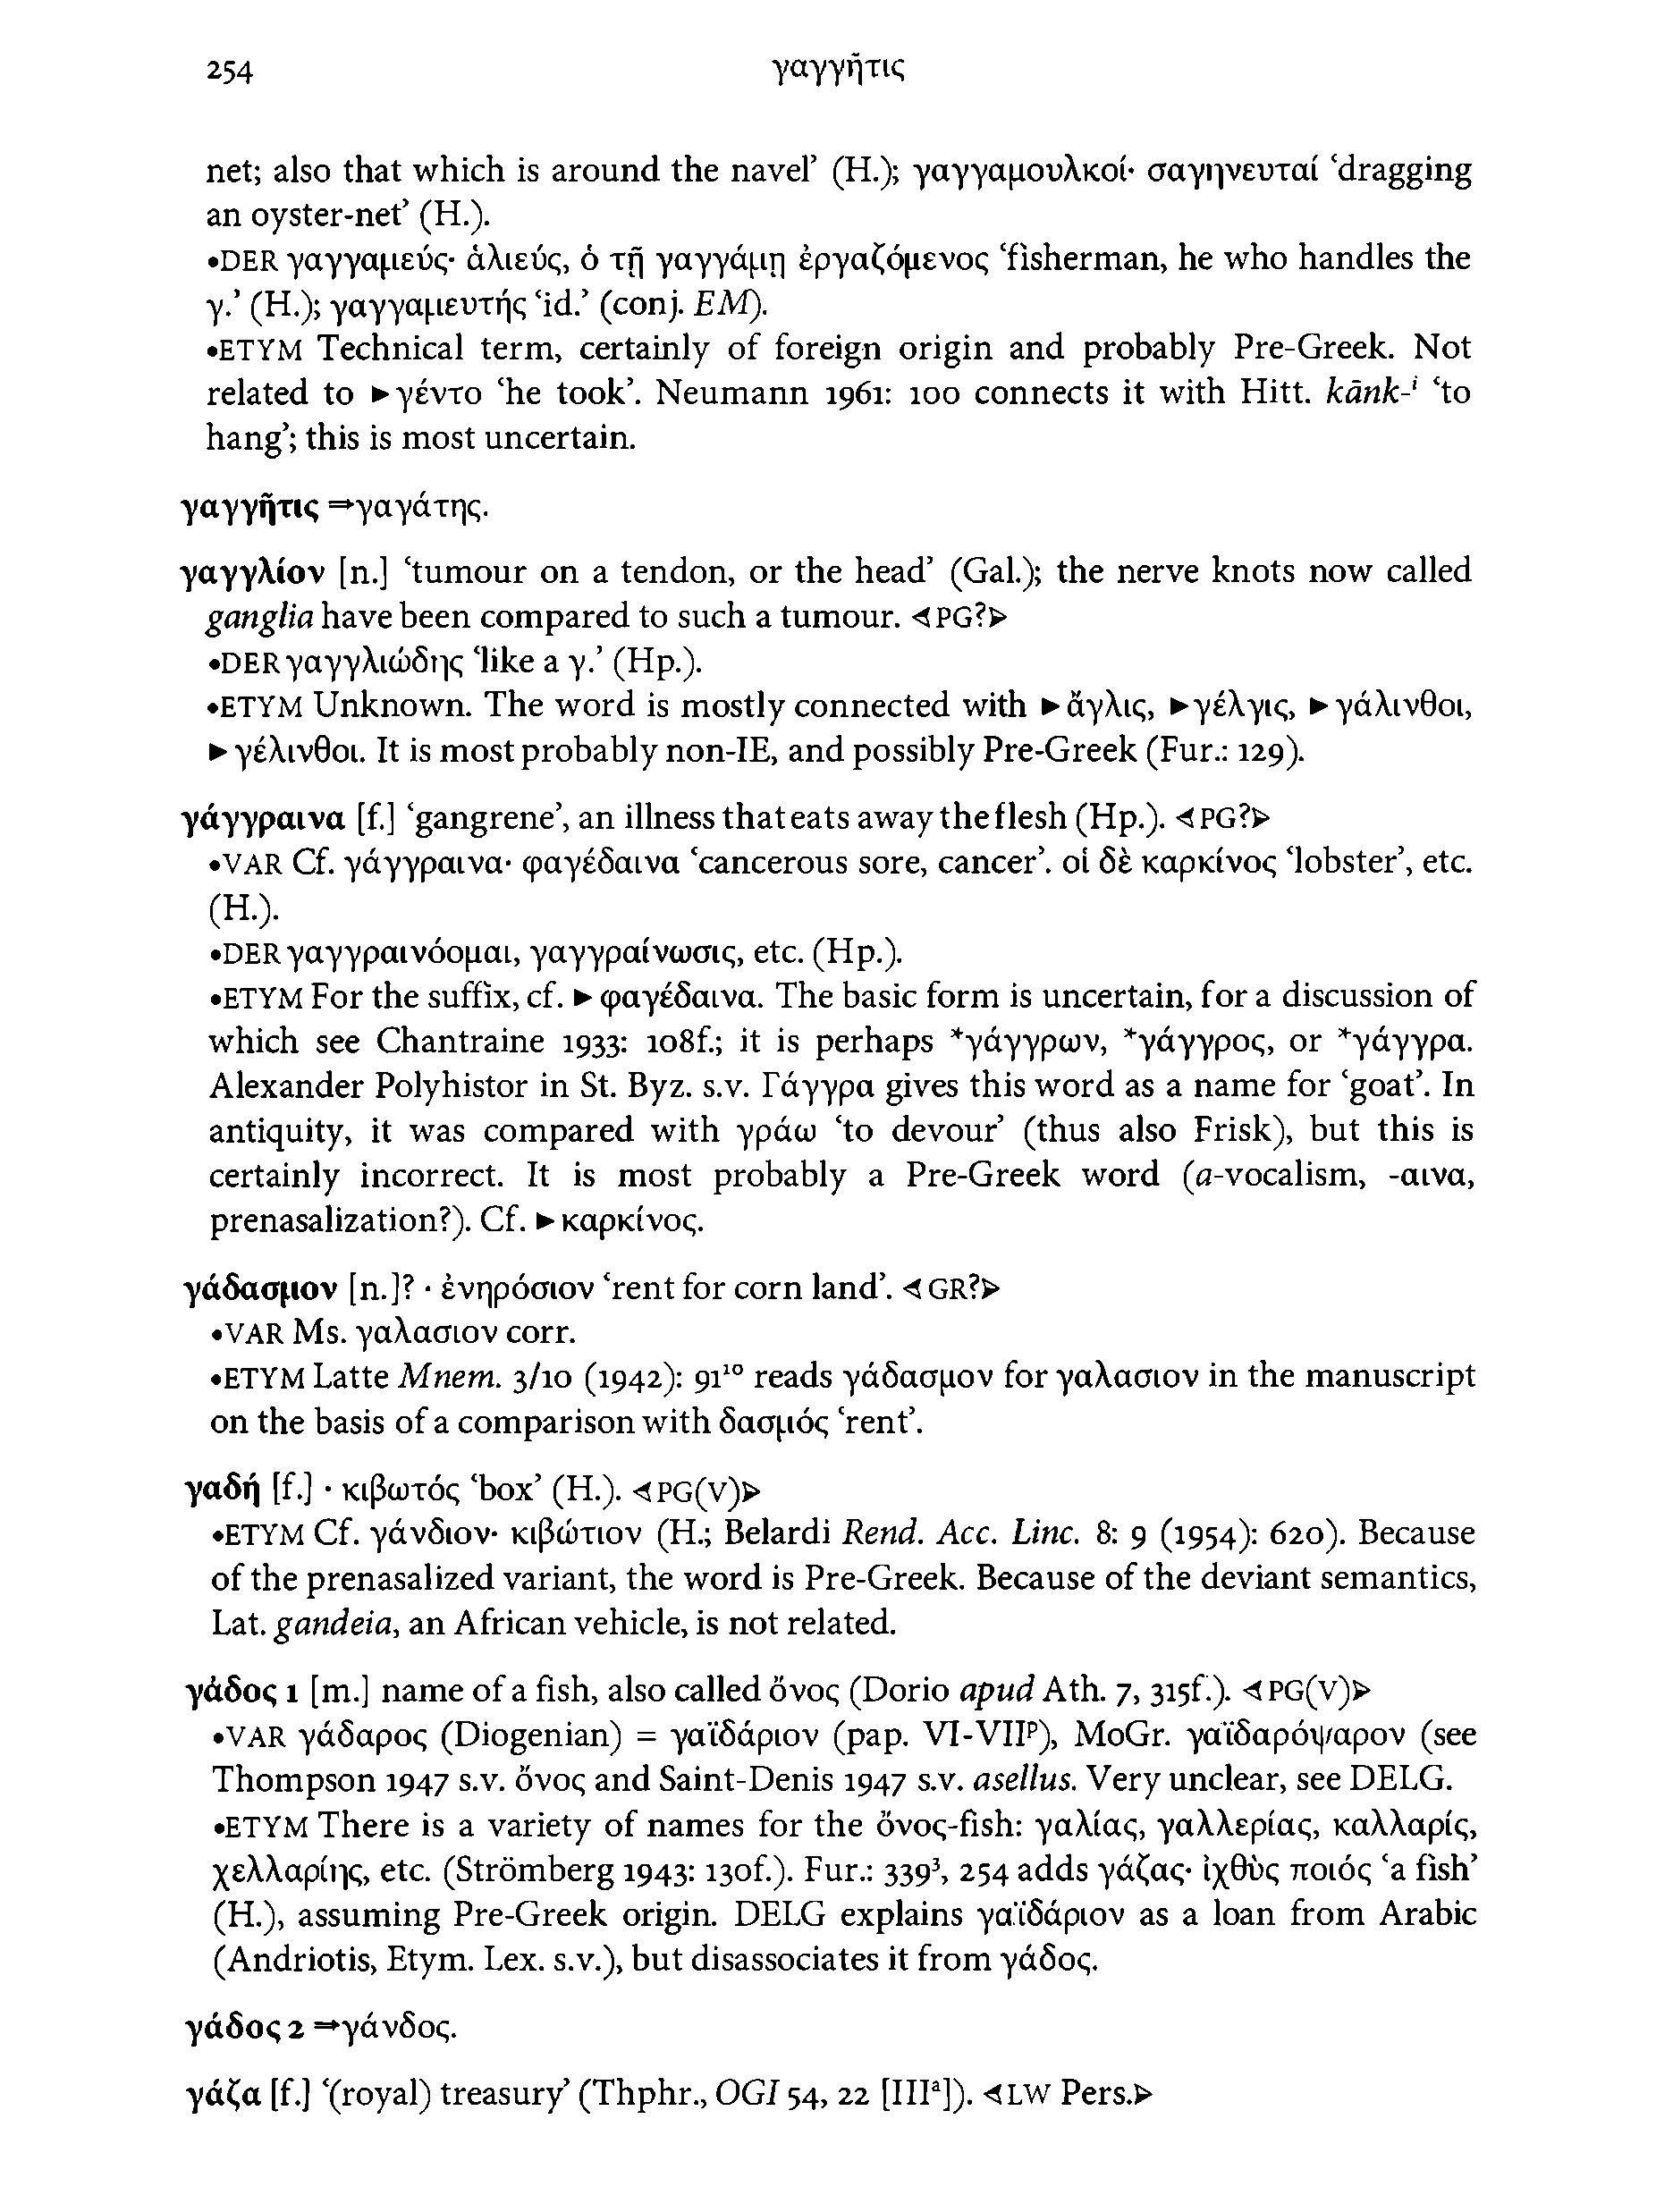 254 γαγγῆτις
net; also that which is around the navel’ (H.); γαγγαμουλκοί· σαγηνευταί ‘dragging
an oyster-net’ (H.).
•DER γαγγαμεύς· ἁλιεύς, ὁ τῇ γαγγάμῃ ἐργαζόμενος ‘fisherman, he who handles the
γ.’ (H.); γαγγαμευτής ‘id.’ (conj. EM).
•ETYM Technical term, certainly of foreign origin and probably Pre-Greek. Not
related to ►γέντο ‘he took’. Neumann 1961: 100 connects it with Hitt. kānk-ⁱ ‘to
hang’; this is most uncertain.
γαγγῆτις ⇒γαγάτης.
γαγγλίον [n.] ‘tumour on a tendon, or the head’ (Gal.); the nerve knots now called
ganglia have been compared to such a tumour. ⊲PG?⊳
•DER γαγγλιώδης ‘like a γ.’ (Hp.).
•ETYM Unknown. The word is mostly connected with ►ἄγλις, ►γέλγις, ►γάλινθοι,
►γέλινθοι. It is most probably non-IE, and possibly Pre-Greek (Fur.: 129).
γάγγραινα [f.] ‘gangrene’, an illness that eats away the flesh (Hp.). ⊲PG?⊳
•VAR Cf. γάγγραινα· φαγέδαινα ‘cancerous sore, cancer’. οἱ δὲ καρκίνος ‘lobster’, etc.
(H.).
•DER γαγγραινόομαι, γαγγραίνωσις, etc. (Hp.).
•ETYM For the suffix, cf. ►φαγέδαινα. The basic form is uncertain, for a discussion of
which see Chantraine 1933: 108f.; it is perhaps *γάγγρων, *γάγγρος, or *γάγγρα.
Alexander Polyhistor in St. Byz. s.v. Γάγγρα gives this word as a name for ‘goat’. In
antiquity, it was compared with γράω ‘to devour’ (thus also Frisk), but this is
certainly incorrect. It is most probably a Pre-Greek word (a-vocalism, -αινα,
prenasalization?). Cf. ►καρκίνος.
γάδασμον [n.]? · ἐνηρόσιον ‘rent for corn land’. ⊲GR?⊳
•VAR Ms. γαλασιον corr.
•ETYM Latte Mnem. 3/10 (1942): 91¹⁰ reads γάδασμον for γαλασιον in the manuscript
on the basis of a comparison with δασμός ‘rent’.
γαδή [f.] · κιβωτός ‘box’ (H.). ⊲PG(V)⊳
•ETYM Cf. γάνδιον· κιβώτιον (H.; Belardi Rend. Acc. Linc. 8: 9 (1954): 620). Because
of the prenasalized variant, the word is Pre-Greek. Because of the deviant semantics,
Lat. gandeia, an African vehicle, is not related.
γάδος 1 [m.] name of a fish, also called ὄνος (Dorio apud Ath. 7, 315f.). ⊲PG(V)⊳
•VAR γάδαρος (Diogenian) = γαϊδάριον (pap. VI-VIIᵖ), MoGr. γαϊδαρόψαρον (see
Thompson 1947 s.v. ὄνος and Saint-Denis 1947 s.v. asellus. Very unclear, see DELG.
•ETYM There is a variety of names for the ὄνος-fish: γαλίας, γαλλερίας, καλλαρίς,
χελλαρίης, etc. (Strömberg 1943: 130f.). Fur.: 339³, 254 adds γάζας· ἰχθὺς ποιός ‘a fish’
(H.), assuming Pre-Greek origin. DELG explains γαϊδάριον as a loan from Arabic
(Andriotis, Etym. Lex. s.v.), but disassociates it from γάδος.
γάδος 2 ⇒γάνδος.
γάζα [f.] ‘(royal) treasury’ (Thphr., OGI 54, 22 [IIIᵃ]). ⊲LW Pers.⊳